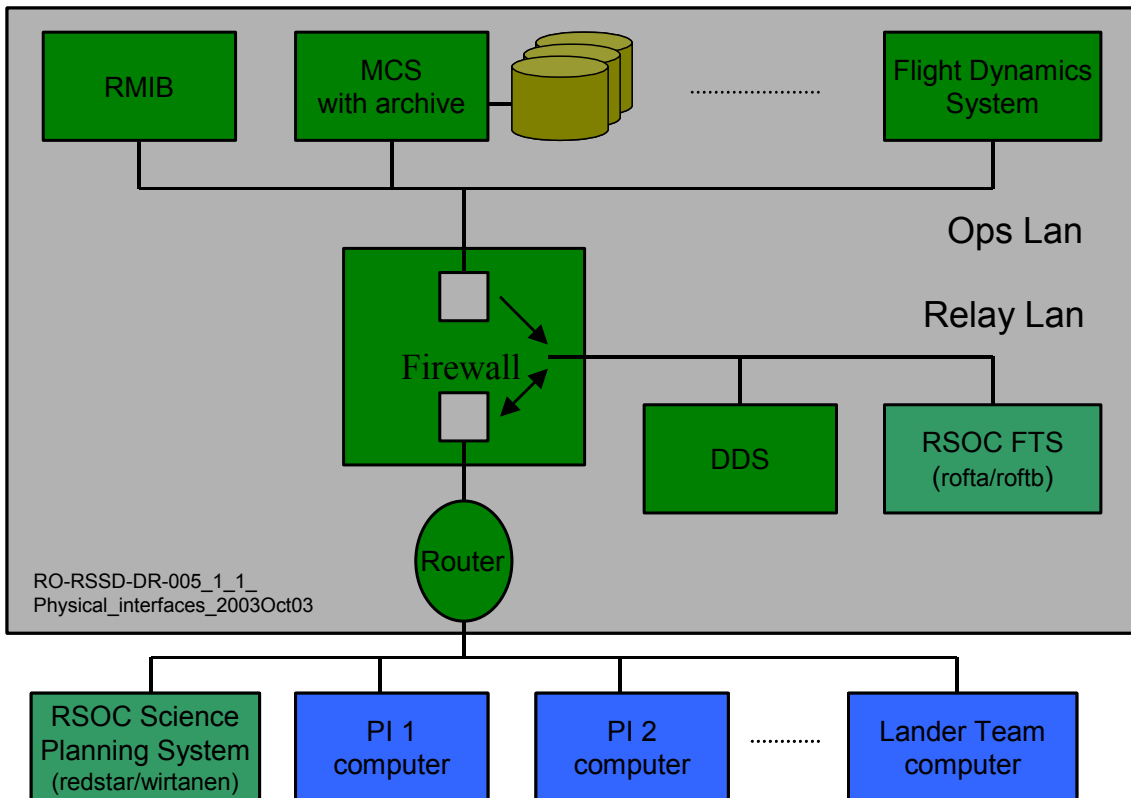 RMIB
MCS
with archive
Flight Dynamics
System
Ops Lan
Relay Lan
Firewall
DDS
RSOC FTS
(rofta/roftb)
Router
RO-RSSD-DR-005_1_1_
Physical_interfaces_2003Oct03
RSOC Science
Planning System
(redstar/wirtanen)
PI 1
computer
PI 2
computer
Lander Team
computer